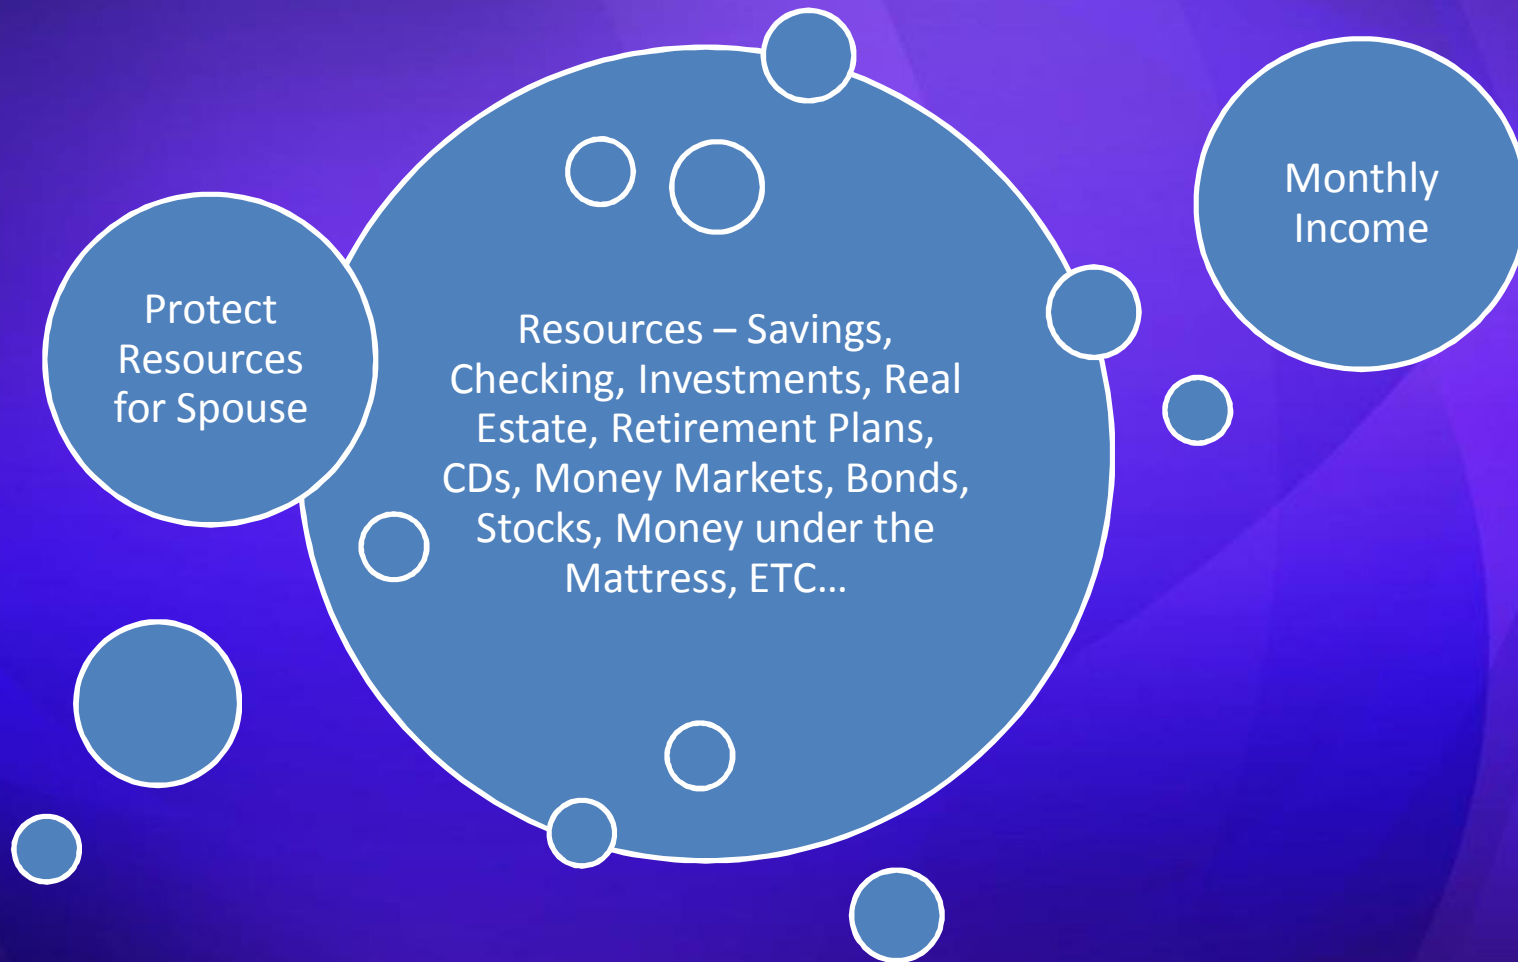 Protect
Resources
for Spouse
Resources – Savings,
Checking, Investments, Real
Estate, Retirement Plans,
CDs, Money Markets, Bonds,
Stocks, Money under the
Mattress, ETC…
Monthly
Income